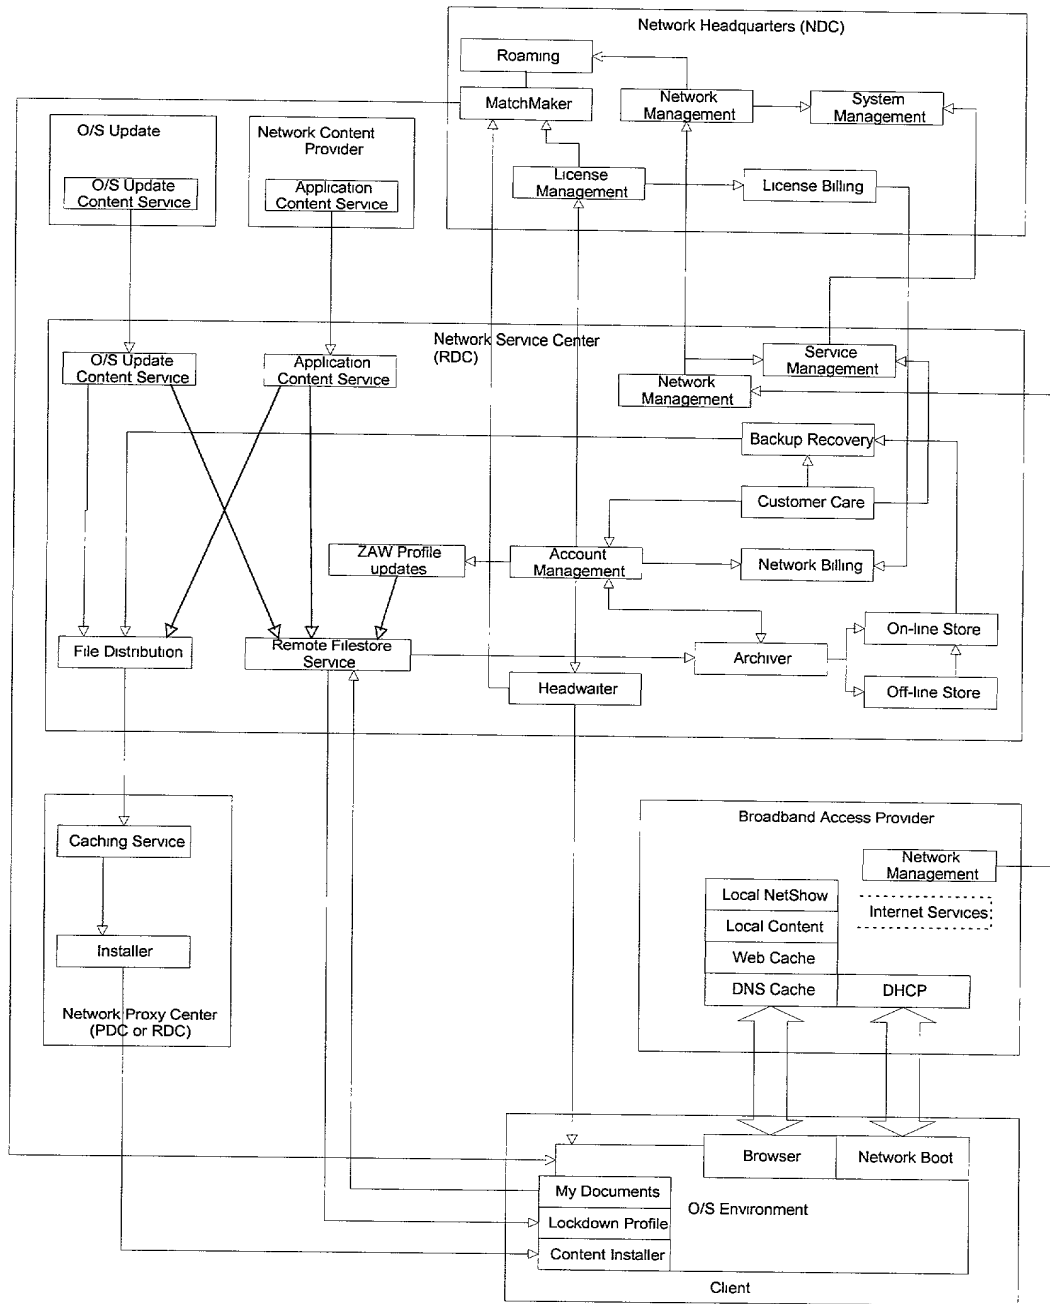 Network Headquarters (NDC)
Roaming
MatchMaker
Network
Management
System
Management
License
Management
License Billing
O/S Update
O/S Update
Content Service
Network Content
Provider
Application
Content Service
Network Service Center
(RDC)
O/S Update
Content Service
Application
Content Service
Service
Management
Network
Management
Backup Recovery
Customer Care
ZAW Profile
updates
Account
Management
Network Billing
File Distribution
Remote Filestore
Service
Archiver
On-line Store
Off-line Store
Headwaiter
Caching Service
Installer
Network Proxy Center
(PDC or RDC)
Broadband Access Provider
Network
Management
Local NetShow
Internet Services
Local Content
Web Cache
DNS Cache
DHCP
Browser
Network Boot
My Documents
Lockdown Profile
Content Installer
O/S Environment
Client